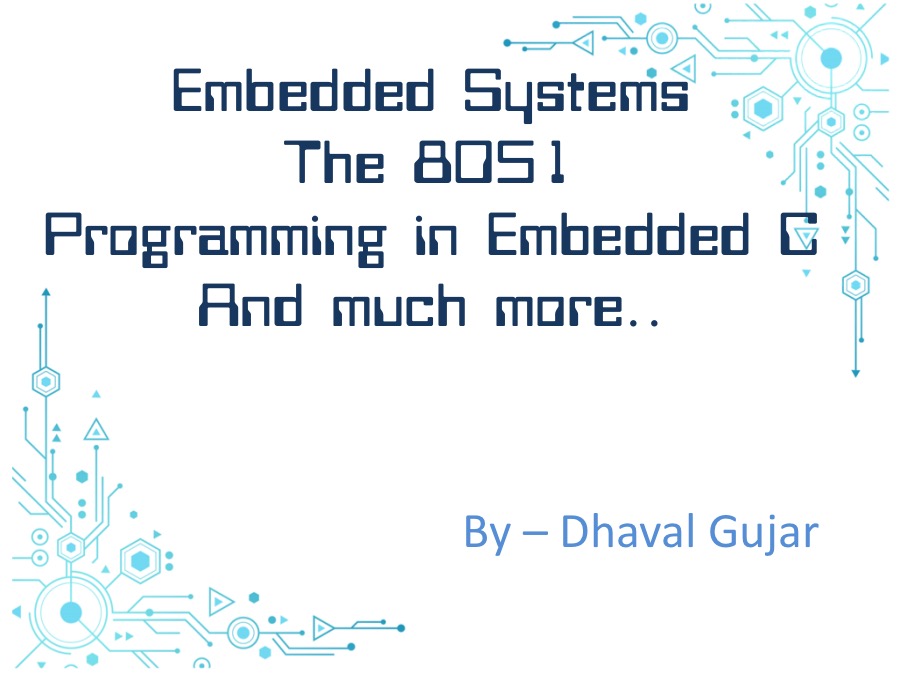 Embedded Systems
The 8051
Programming in Embedded C
And much more..
By – Dhaval Gujar